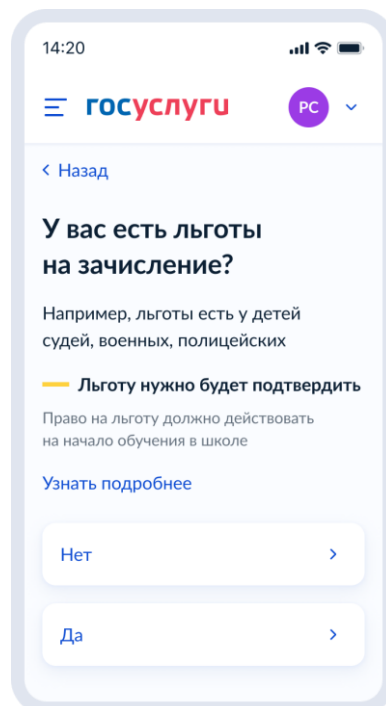 14:20
госуслуги
РС
Назад
У вас есть льготы
на зачисление?
Например, льготы есть у детей
судей, военных, полицейских
Льготу нужно будет подтвердить
Право на льготу должно действовать
на начало обучения в школе
Узнать подробнее
Нет
Да